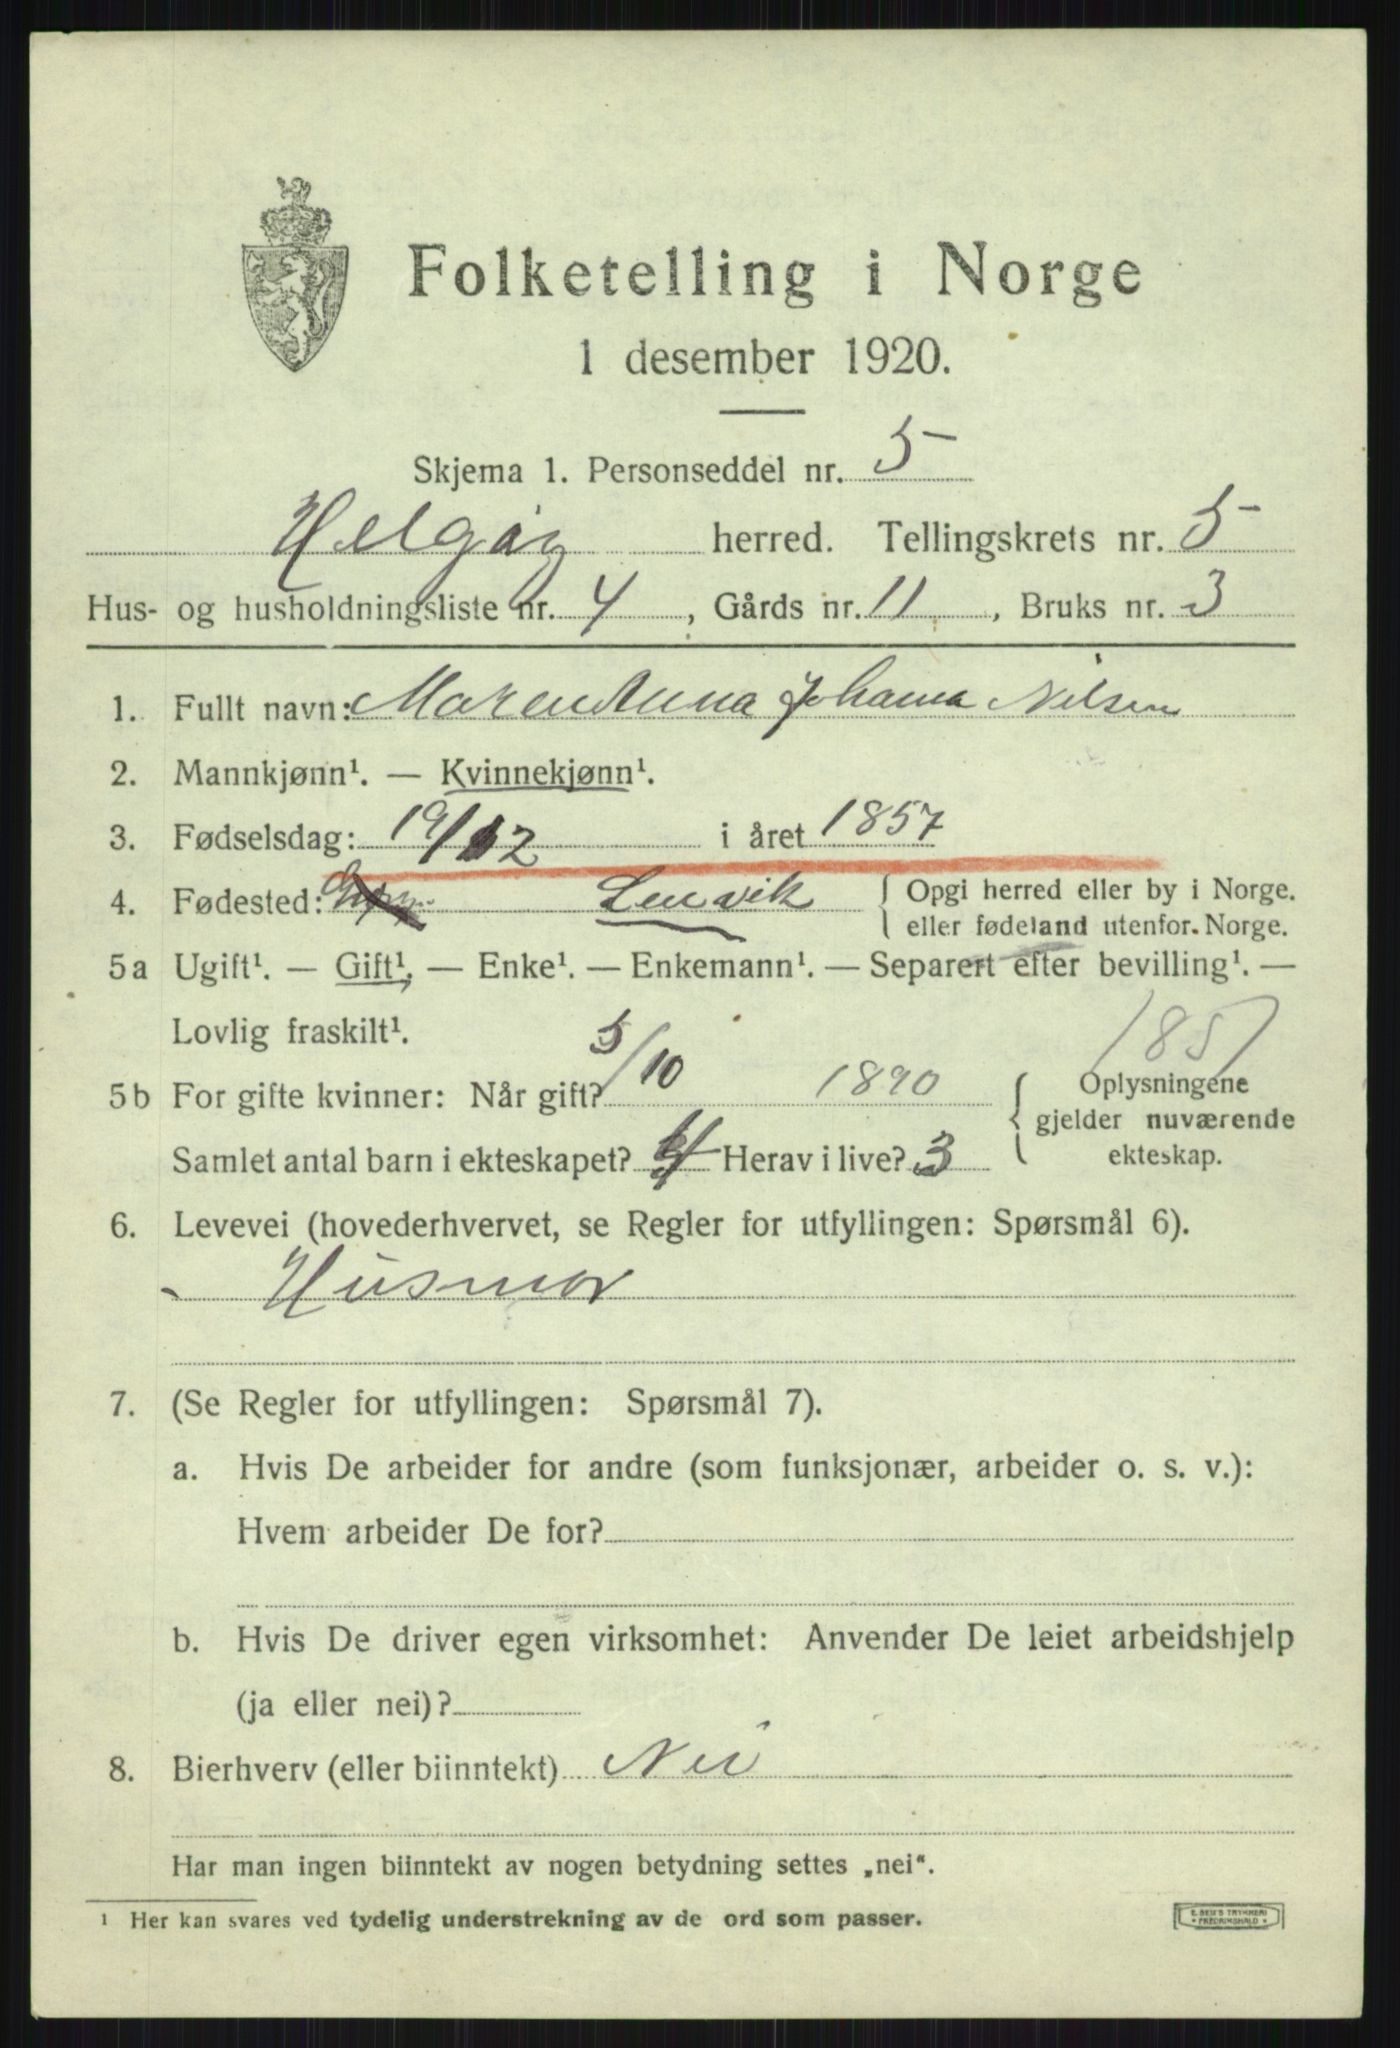 Folketelling i Norge
1 desember 1920.
Skjema 1. Personseddel nr. 5
Helgøy herred. Tellingskrets nr. 5
Hus- og husholdningsliste nr. 4, Gårds nr. 11, Bruks nr. 3
1. Fullt navn: Maren Anna Johanna Nilsen
2. Mannkjønn¹. — Kvinnekjønn¹.
3. Fødselsdag: 19/12 i året 1857
4. Fødested: Lenvik { Opgi herred eller by i Norge.
eller fødeland utenfor Norge.
5a Ugift¹. — Gift¹, — Enke¹. — Enkemann¹. — Separert efter bevilling¹. —
Lovlig fraskilt¹.
1857
5b For gifte kvinner: Når gift? 5/10 1890 { Oplysningene
gjelder nuværende
ekteskap.
Samlet antal barn i ekteskapet? 4 Herav i live? 3
6. Levevei (hovederhvervet, se Regler for utfyllingen: Spørsmål 6).
Husmor
7. (Se Regler for utfyllingen: Spørsmål 7).
a. Hvis De arbeider for andre (som funksjonær, arbeider o. s. v.):
Hvem arbeider De for?
b. Hvis De driver egen virksomhet: Anvender De leiet arbeidshjelp
(ja eller nei)?
8. Bierhverv (eller biinntekt) Nei
Har man ingen biinntekt av nogen betydning settes „nei".
¹ Her kan svares ved tydelig understrekning av de ord som passer.
E. SEM'S TRYKKERI
FREDRIKSHALD